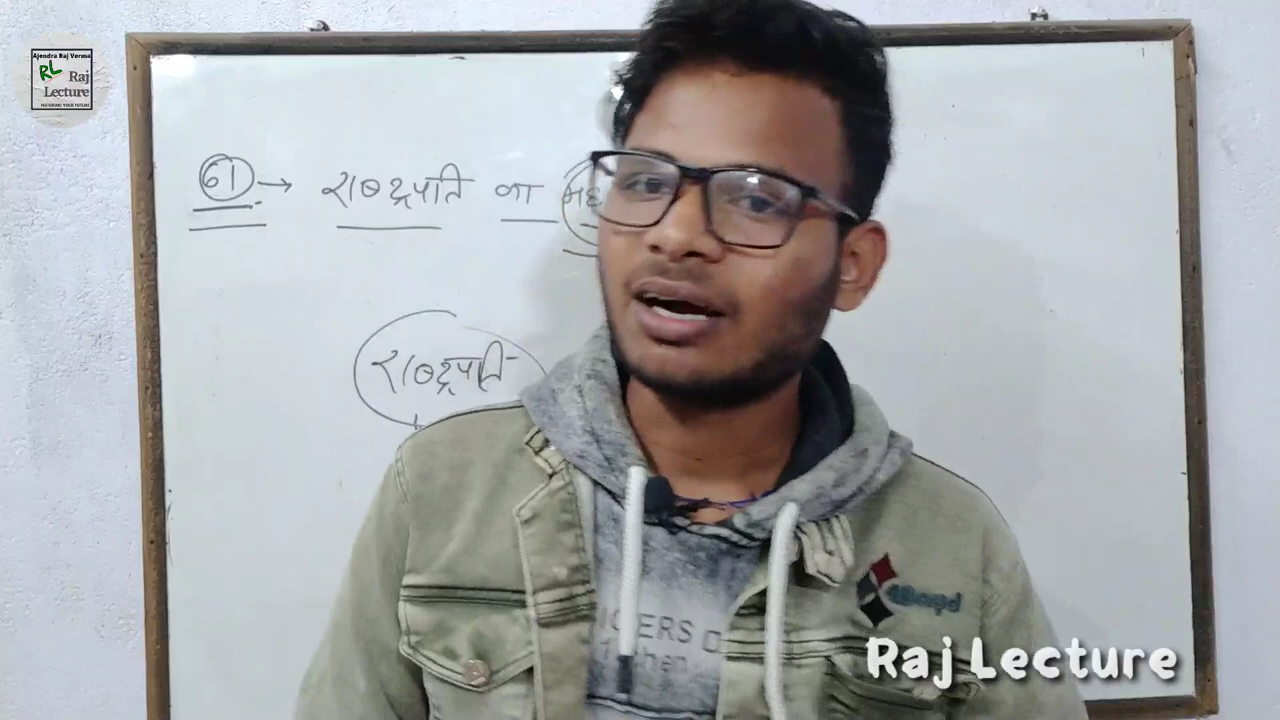 Ajendra Raj Verma
RL Raj
Lecture
61 → राष्ट्रपति का
राष्ट्रपति
Raj Lecture